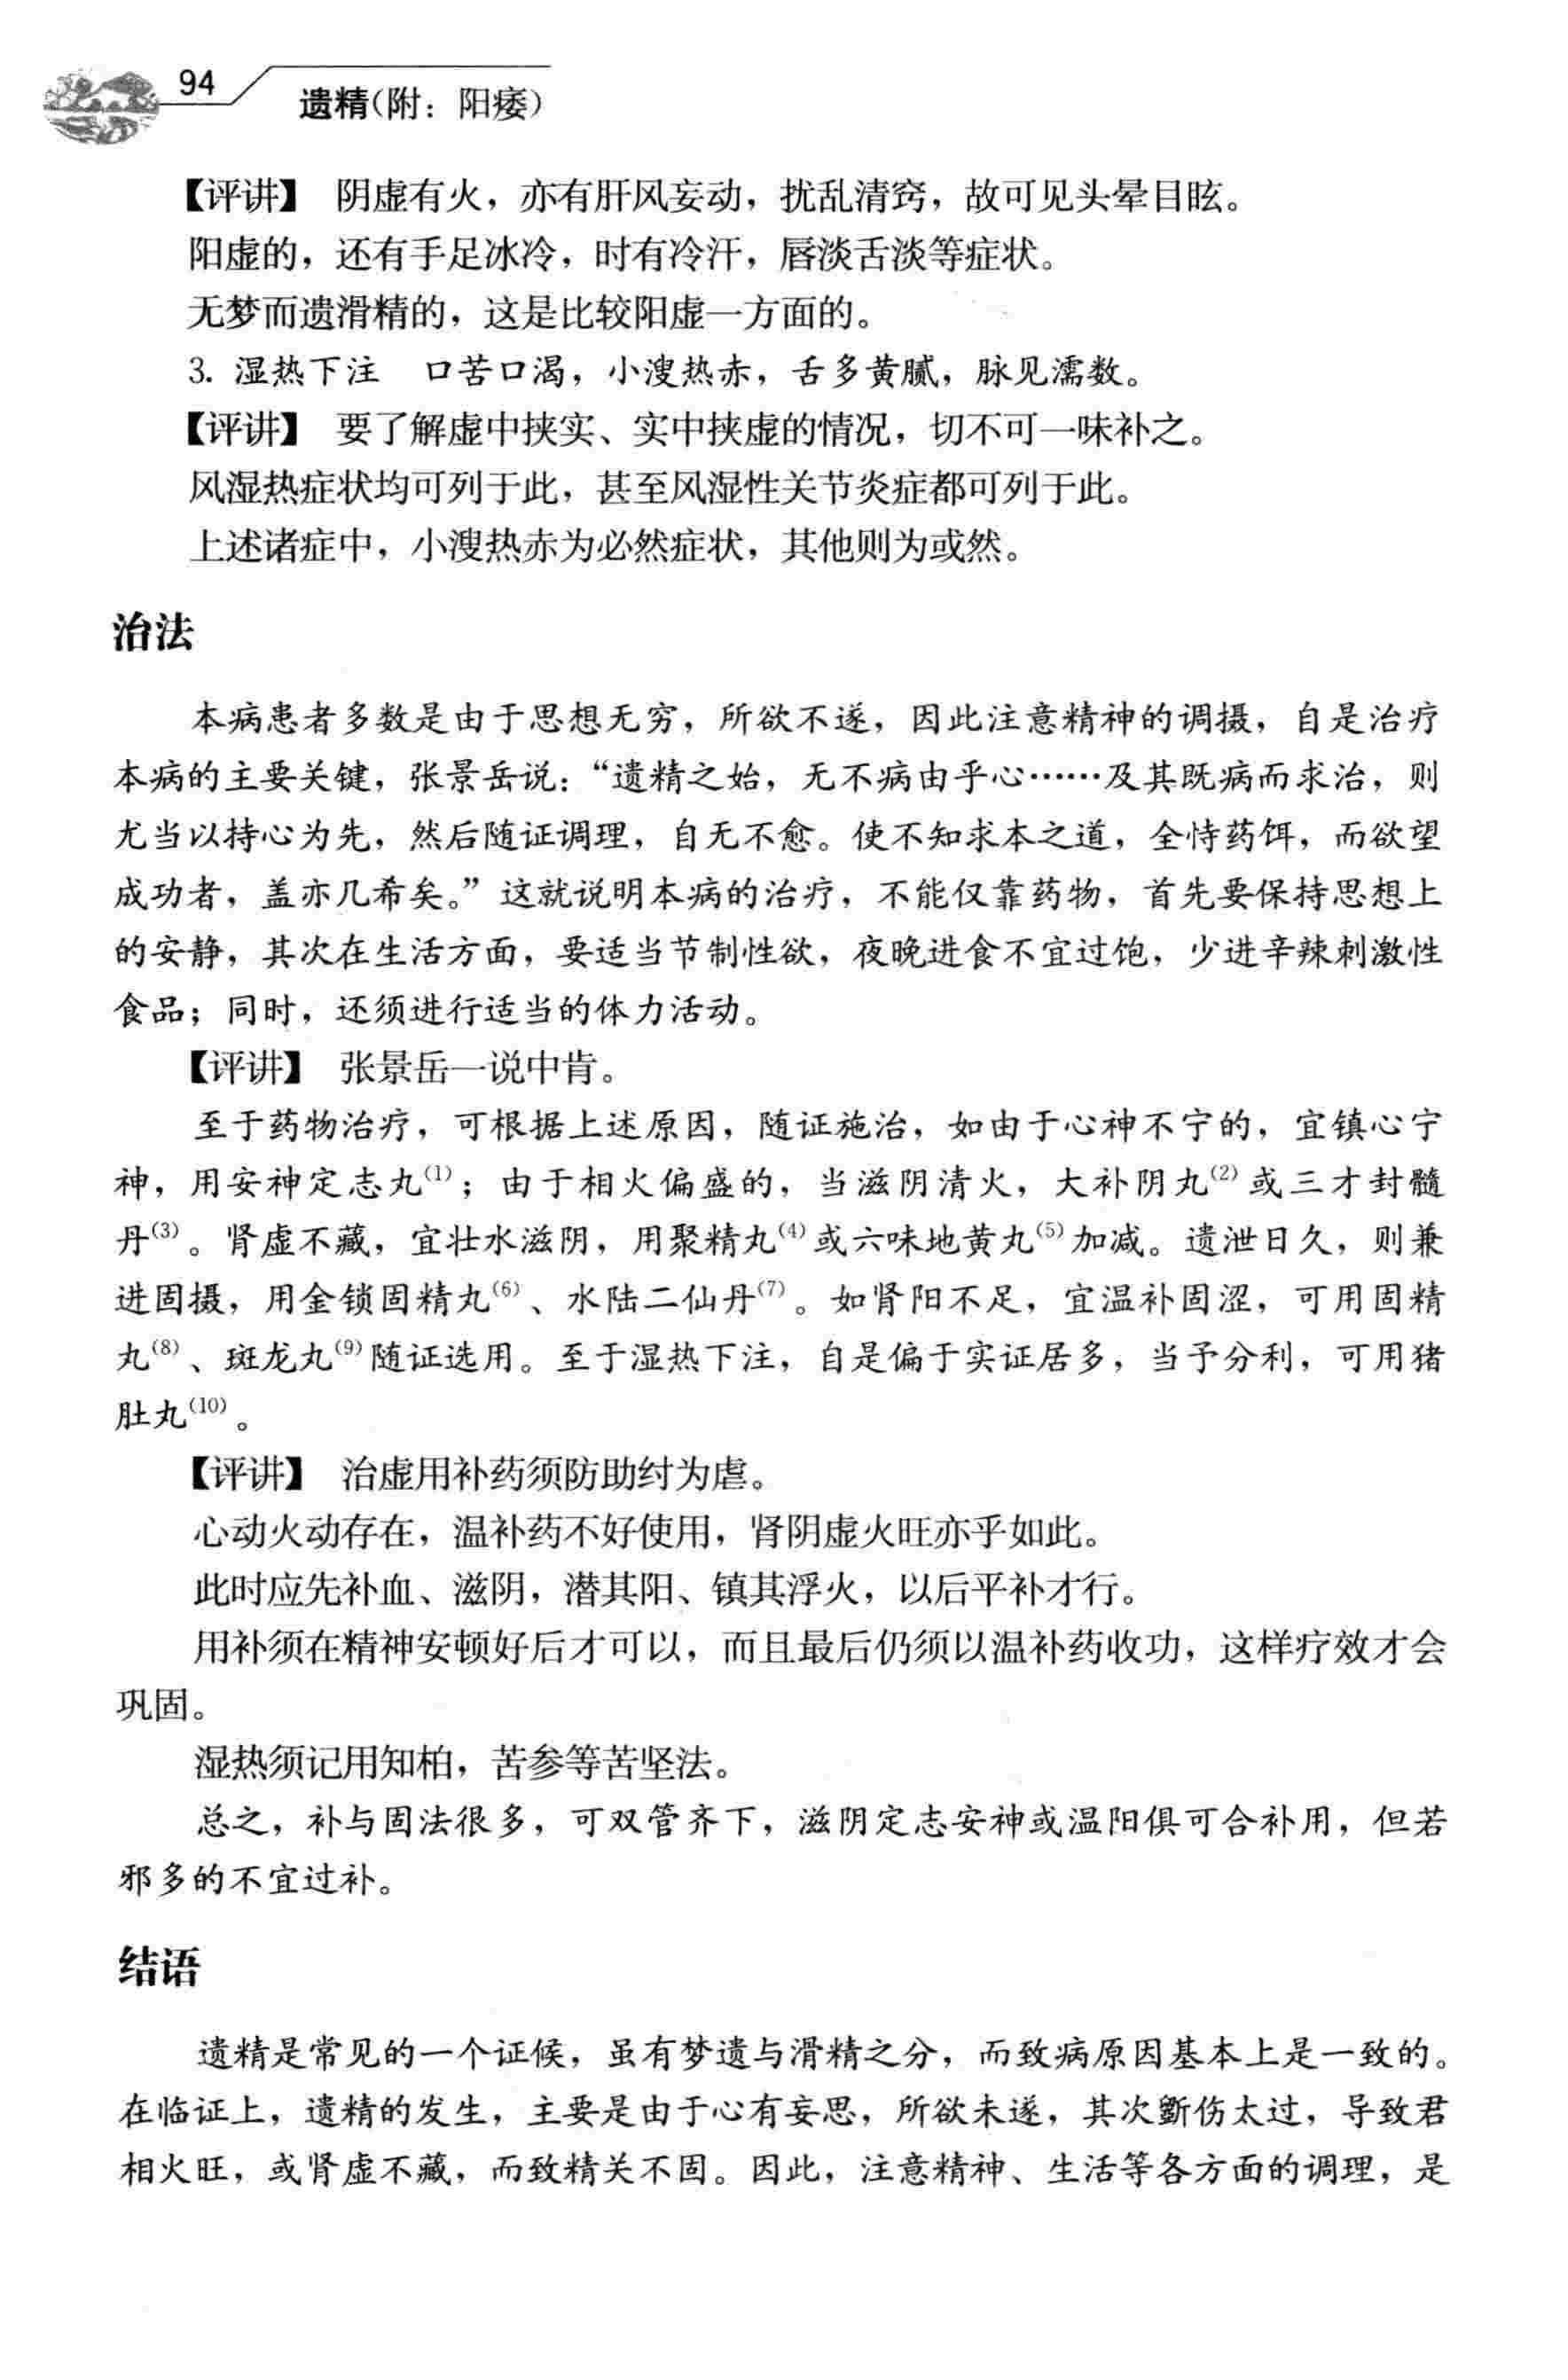 94
遗精(附：阳痿)
【评讲】 阴虚有火，亦有肝风妄动，扰乱清窍，故可见头晕目眩。
阳虚的，还有手足冰冷，时有冷汗，唇淡舌淡等症状。
无梦而遗滑精的，这是比较阳虚一方面的。
3. 湿热下注 口苦口渴，小溲热赤，舌多黄腻，脉见濡数。
【评讲】 要了解虚中挟实、实中挟虚的情况，切不可一味补之。
风湿热症状均可列于此，甚至风湿性关节炎症都可列于此。
上述诸症中，小溲热赤为必然症状，其他则为或然。
治法
本病患者多数是由于思想无穷，所欲不遂，因此注意精神的调摄，自是治疗
本病的主要关键，张景岳说：“遗精之始，无不病由乎心……及其既病而求治，则
尤当以持心为先，然后随证调理，自无不愈。使不知求本之道，全恃药饵，而欲望
成功者，盖亦几希矣。”这就说明本病的治疗，不能仅靠药物，首先要保持思想上
的安静，其次在生活方面，要适当节制性欲，夜晚进食不宜过饱，少进辛辣刺激性
食品；同时，还须进行适当的体力活动。
【评讲】 张景岳一说中肯。
至于药物治疗，可根据上述原因，随证施治，如由于心神不宁的，宜镇心宁
神，用安神定志丸(1)；由于相火偏盛的，当滋阴清火，大补阴丸(2)或三才封髓
丹(3)。肾虚不藏，宜壮水滋阴，用聚精丸(4)或六味地黄丸(5)加减。遗泄日久，则兼
进固摄，用金锁固精丸(6)、水陆二仙丹(7)。如肾阳不足，宜温补固涩，可用固精
丸(8)、斑龙丸(9)随证选用。至于湿热下注，自是偏于实证居多，当予分利，可用猪
肚丸(10)。
【评讲】 治虚用补药须防助纣为虐。
心动火动存在，温补药不好使用，肾阴虚火旺亦乎如此。
此时应先补血、滋阴，潜其阳、镇其浮火，以后平补才行。
用补须在精神安顿好后才可以，而且最后仍须以温补药收功，这样疗效才会
巩固。
湿热须记用知柏，苦参等苦坚法。
总之，补与固法很多，可双管齐下，滋阴定志安神或温阳俱可合补用，但若
邪多的不宜过补。
结语
遗精是常见的一个证候，虽有梦遗与滑精之分，而致病原因基本上是一致的。
在临证上，遗精的发生，主要是由于心有妄思，所欲未遂，其次斲伤太过，导致君
相火旺，或肾虚不藏，而致精关不固。因此，注意精神、生活等各方面的调理，是